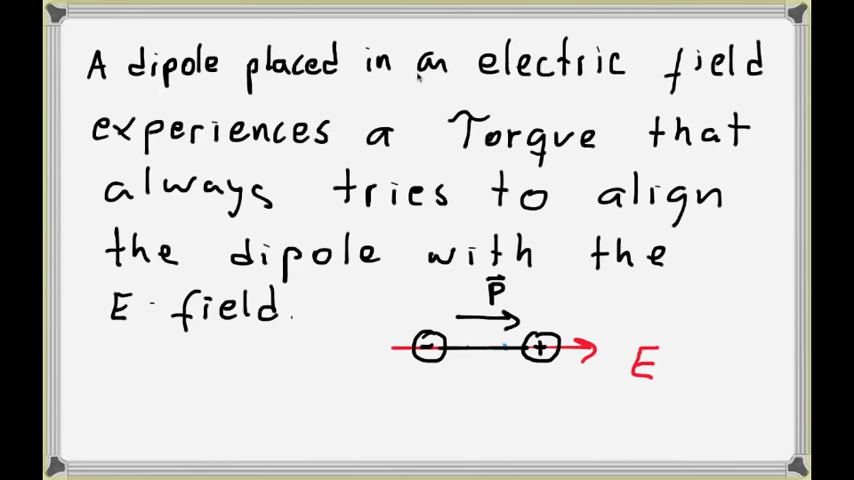 A dipole placed in an electric field
experiences a Torque that
always tries to align
the dipole with the
E-field.
P⃗
- +
E